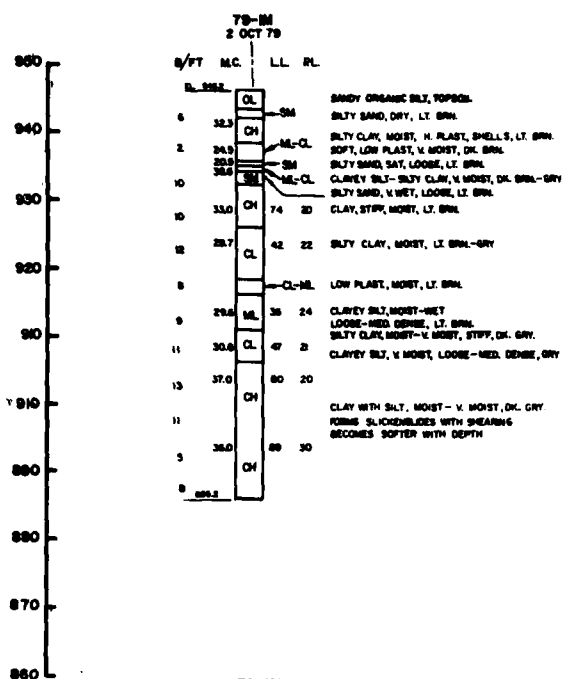 79-1M
2 OCT 79
B/FT M.C. L.L. P.L.
950
940
930
920
910
910
890
880
870
860
OL SANDY ORGANIC SILT, TOPSOIL
6 SM SILTY SAND, DRY, LT. BRN.
32.3 CH SILTY CLAY, MOIST, H. PLAST., SHELLS, LT. BRN.
2 24.9 ML-CL SOFT, LOW PLAST., V. MOIST, DK. BRN.
20.9 SM SILTY SAND, SAT., LOOSE, LT. BRN.
ML-CL CLAYEY SILT-SILTY CLAY, V. MOIST, DK. BRN.-GRY
10 SM SILTY SAND, V. WET, LOOSE, LT. BRN.
10 33.0 CH 74 20 CLAY, STIFF, MOIST, LT. BRN.
12 29.7 CL 42 22 SILTY CLAY, MOIST, LT. BRN.-GRY
8 CL-ML LOW PLAST., MOIST, LT. BRN.
9 29.6 ML 35 24 CLAYEY SILT, MOIST-WET
LOOSE-MED. DENSE, LT. BRN.
11 30.8 CL 47 21 SILTY CLAY, MOIST-V. MOIST, STIFF, DK. GRY.
CLAYEY SILT, V. MOIST, LOOSE-MED. DENSE, GRY
13 37.0 CH 80 20
11 CLAY WITH SILT, MOIST-V. MOIST, DK. GRY.
FORMS SLICKENSLIDES WITH SHEARING
BECOMES SOFTER WITH DEPTH
5 36.0 CH 89 30
8